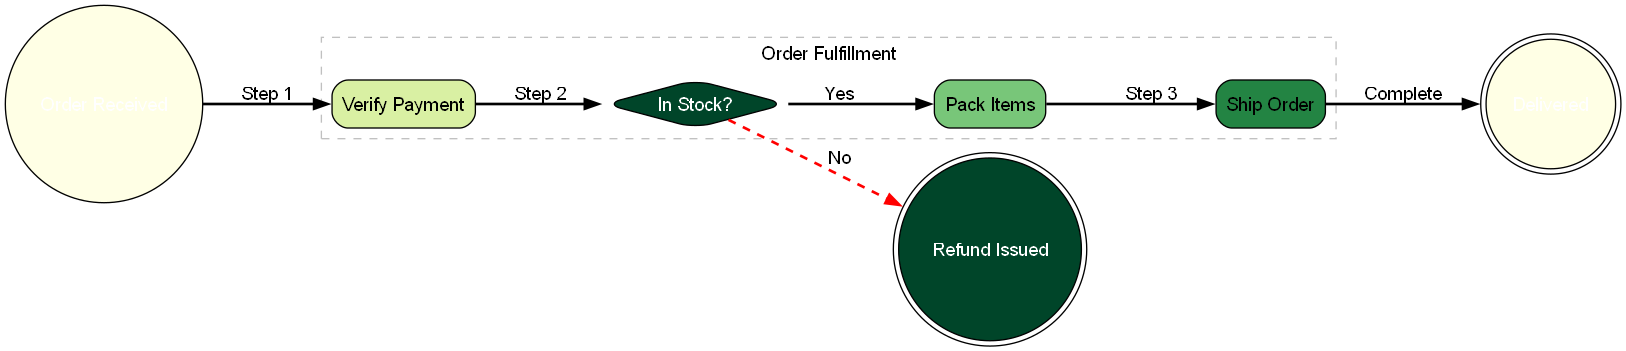 Order Fulfillment
Order Received
Step 1
Verify Payment
Step 2
In Stock?
Yes
Pack Items
Step 3
Ship Order
Complete
Delivered
No
Refund Issued